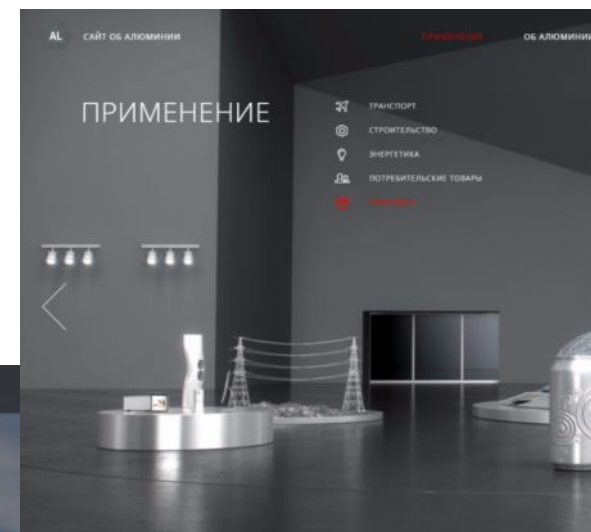 AL САЙТ ОБ АЛЮМИНИИ ПРИМЕНЕНИЕ ОБ АЛЮМИНИИ
ПРИМЕНЕНИЕ
ТРАНСПОРТ
СТРОИТЕЛЬСТВО
ЭНЕРГЕТИКА
ПОТРЕБИТЕЛЬСКИЕ ТОВАРЫ